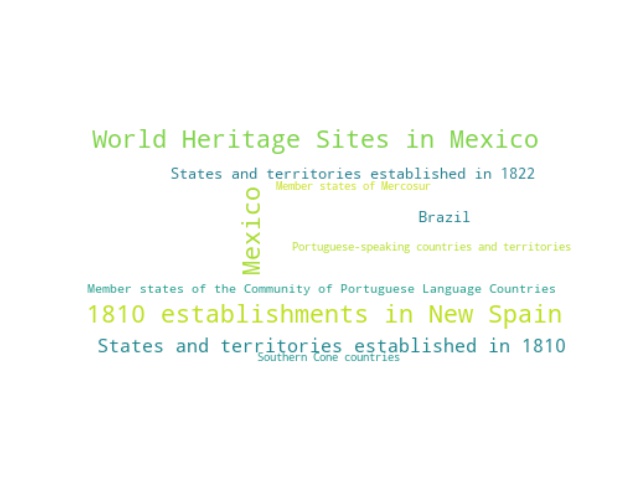 World Heritage Sites in Mexico
States and territories established in 1822
Member states of Mercosur
Mexico
Brazil
Portuguese-speaking countries and territories
Member states of the Community of Portuguese Language Countries
1810 establishments in New Spain
States and territories established in 1810
Southern Cone countries